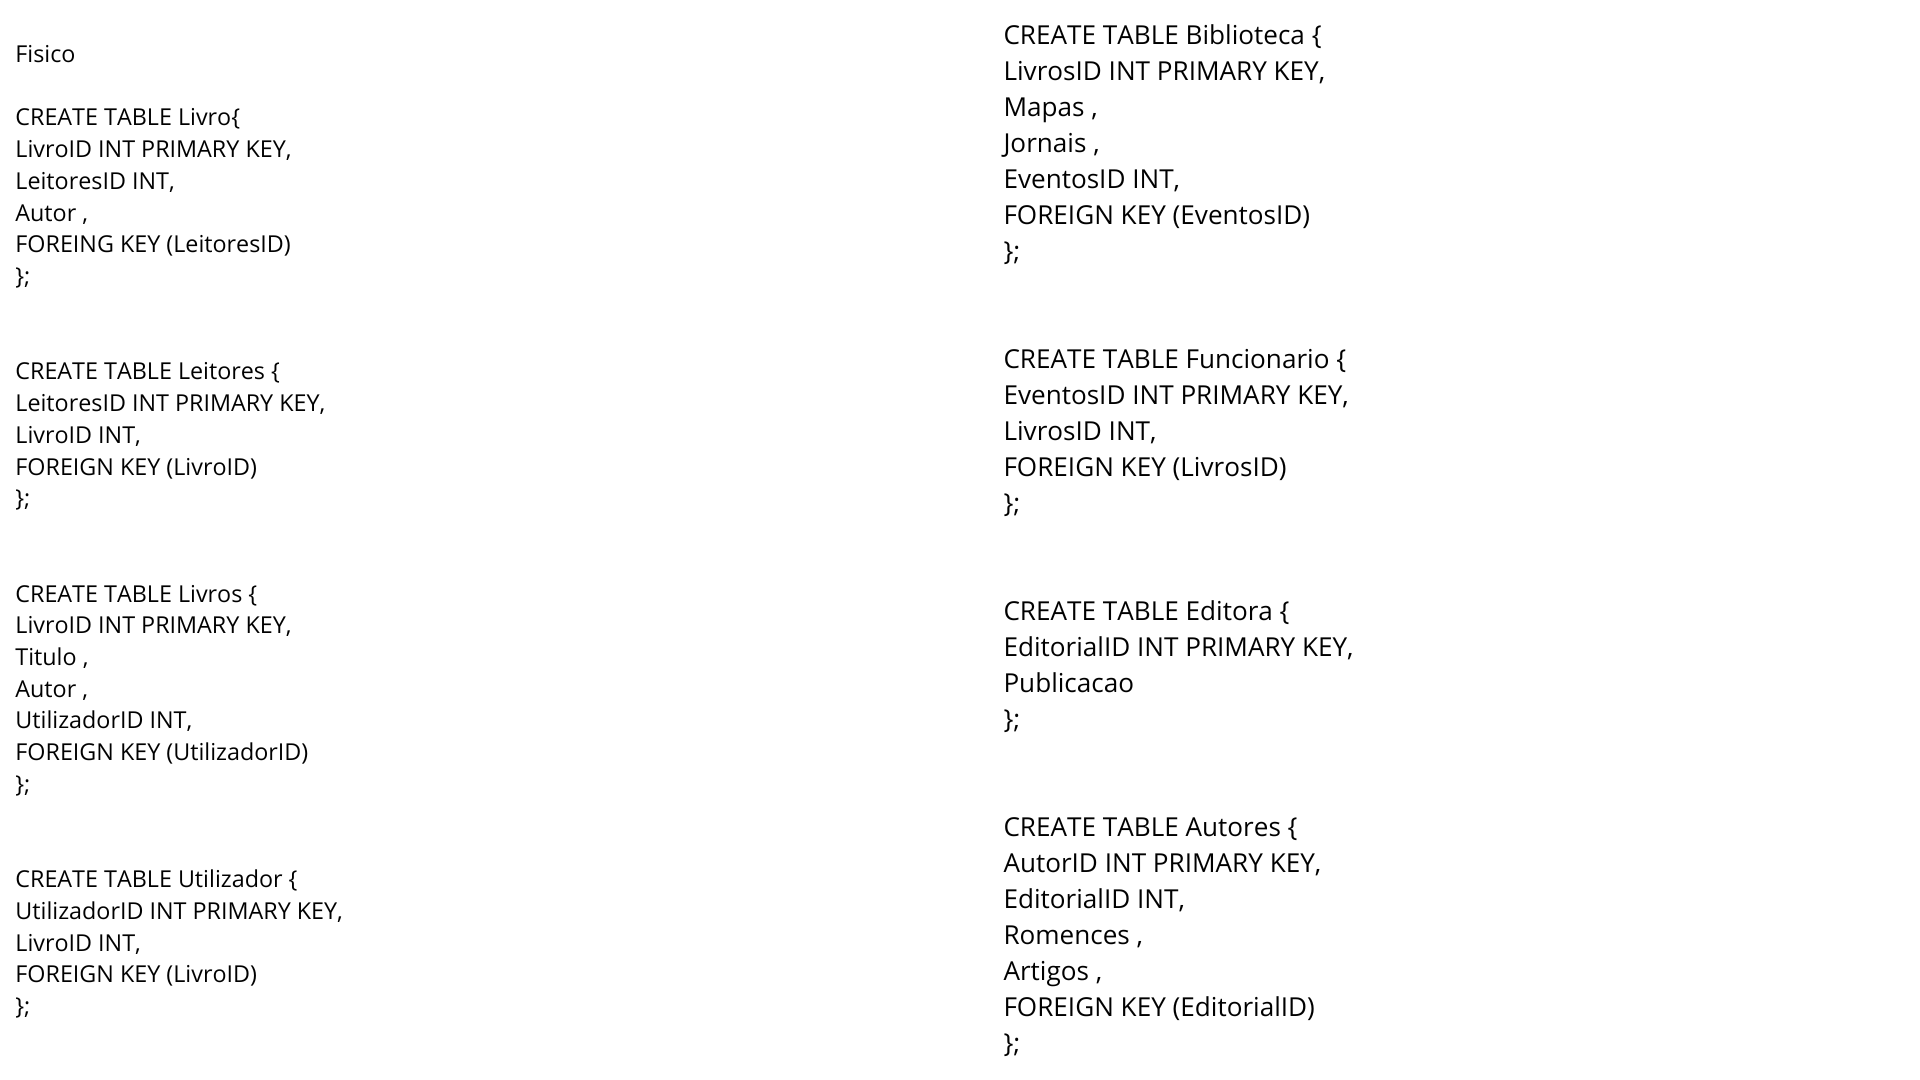 Fisico
CREATE TABLE Livro{
LivroID INT PRIMARY KEY,
LeitoresID INT,
Autor ,
FOREING KEY (LeitoresID)
};
CREATE TABLE Leitores {
LeitoresID INT PRIMARY KEY,
LivroID INT,
FOREIGN KEY (LivroID)
};
CREATE TABLE Livros {
LivroID INT PRIMARY KEY,
Titulo ,
Autor ,
UtilizadorID INT,
FOREIGN KEY (UtilizadorID)
};
CREATE TABLE Utilizador {
UtilizadorID INT PRIMARY KEY,
LivroID INT,
FOREIGN KEY (LivroID)
};
CREATE TABLE Biblioteca {
LivrosID INT PRIMARY KEY,
Mapas ,
Jornais ,
EventosID INT,
FOREIGN KEY (EventosID)
};
CREATE TABLE Funcionario {
EventosID INT PRIMARY KEY,
LivrosID INT,
FOREIGN KEY (LivrosID)
};
CREATE TABLE Editora {
EditorialID INT PRIMARY KEY,
Publicacao
};
CREATE TABLE Autores {
AutorID INT PRIMARY KEY,
EditorialID INT,
Romences ,
Artigos ,
FOREIGN KEY (EditorialID)
};